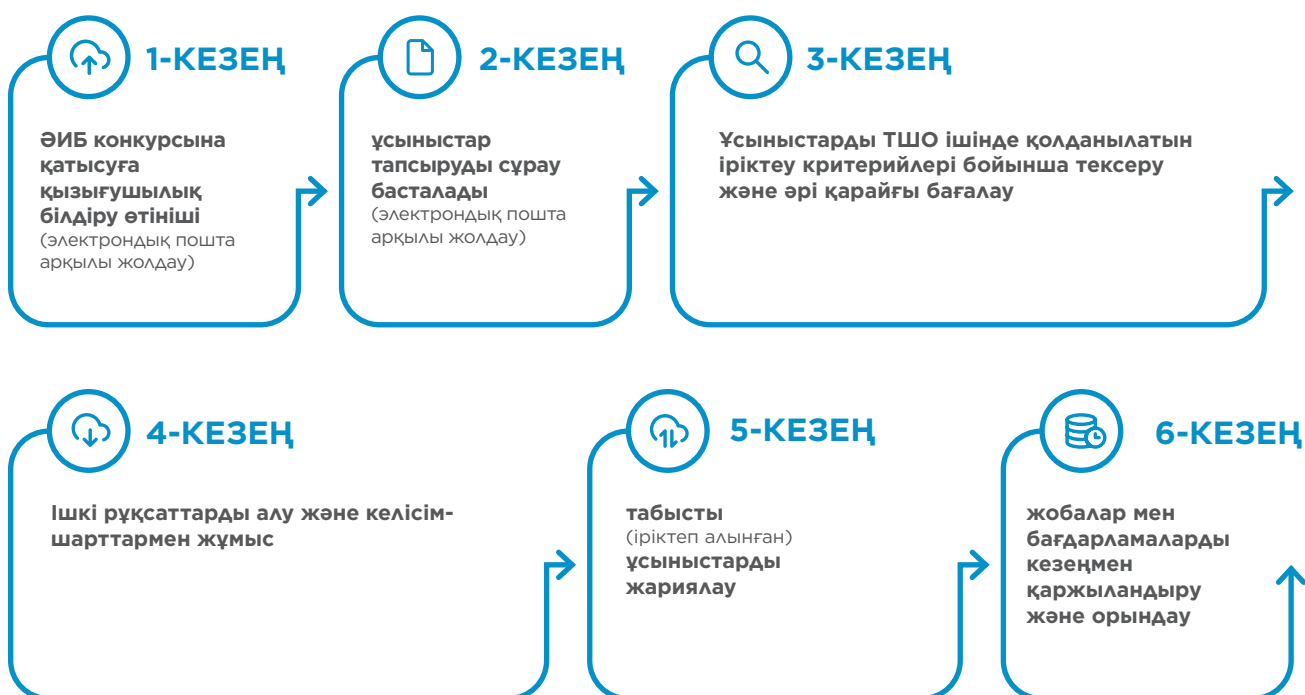 1-КЕЗЕҢ
ӘИБ конкурсына
қатысуға
қызығушылық
білдіру өтініші
(электрондық пошта
арқылы жолдау)
2-КЕЗЕҢ
ұсыныстар
тапсыруды сұрау
басталады
(электрондық пошта
арқылы жолдау)
3-КЕЗЕҢ
Ұсыныстарды ТШО ішінде қолданылатын
іріктеу критерийлері бойынша тексеру
және әрі қарайғы бағалау
4-КЕЗЕҢ
Ішкі рұқсаттарды алу және келісім-
шарттармен жұмыс
5-КЕЗЕҢ
табысты
(іріктеп алынған)
ұсыныстарды
жариялау
6-КЕЗЕҢ
жобалар мен
бағдарламаларды
кезеңмен
қаржыландыру
және орындау